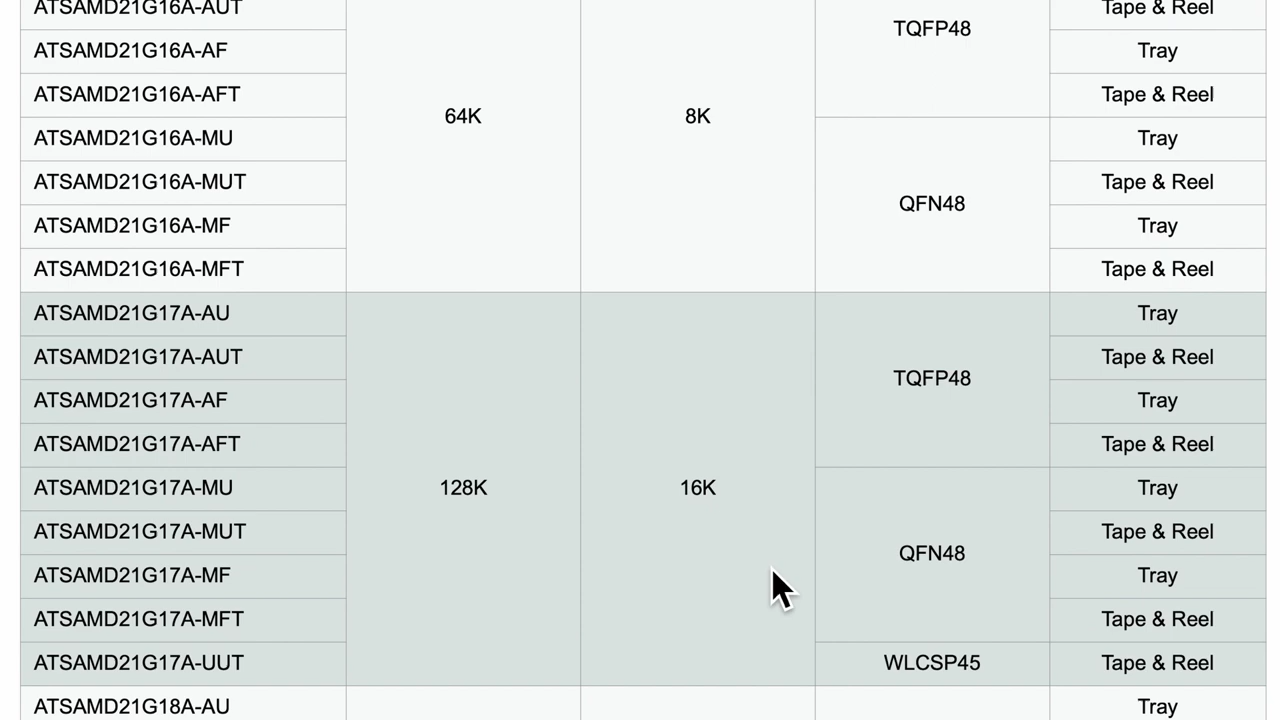 ATSAMD21G16A-AUT Tape & Reel
TQFP48
ATSAMD21G16A-AF Tray
ATSAMD21G16A-AFT Tape & Reel
64K 8K
ATSAMD21G16A-MU Tray
ATSAMD21G16A-MUT Tape & Reel
QFN48
ATSAMD21G16A-MF Tray
ATSAMD21G16A-MFT Tape & Reel
ATSAMD21G17A-AU Tray
ATSAMD21G17A-AUT Tape & Reel
TQFP48
ATSAMD21G17A-AF Tray
ATSAMD21G17A-AFT Tape & Reel
ATSAMD21G17A-MU 128K 16K Tray
ATSAMD21G17A-MUT Tape & Reel
QFN48
ATSAMD21G17A-MF Tray
ATSAMD21G17A-MFT Tape & Reel
ATSAMD21G17A-UUT WLCSP45 Tape & Reel
ATSAMD21G18A-AU Tray